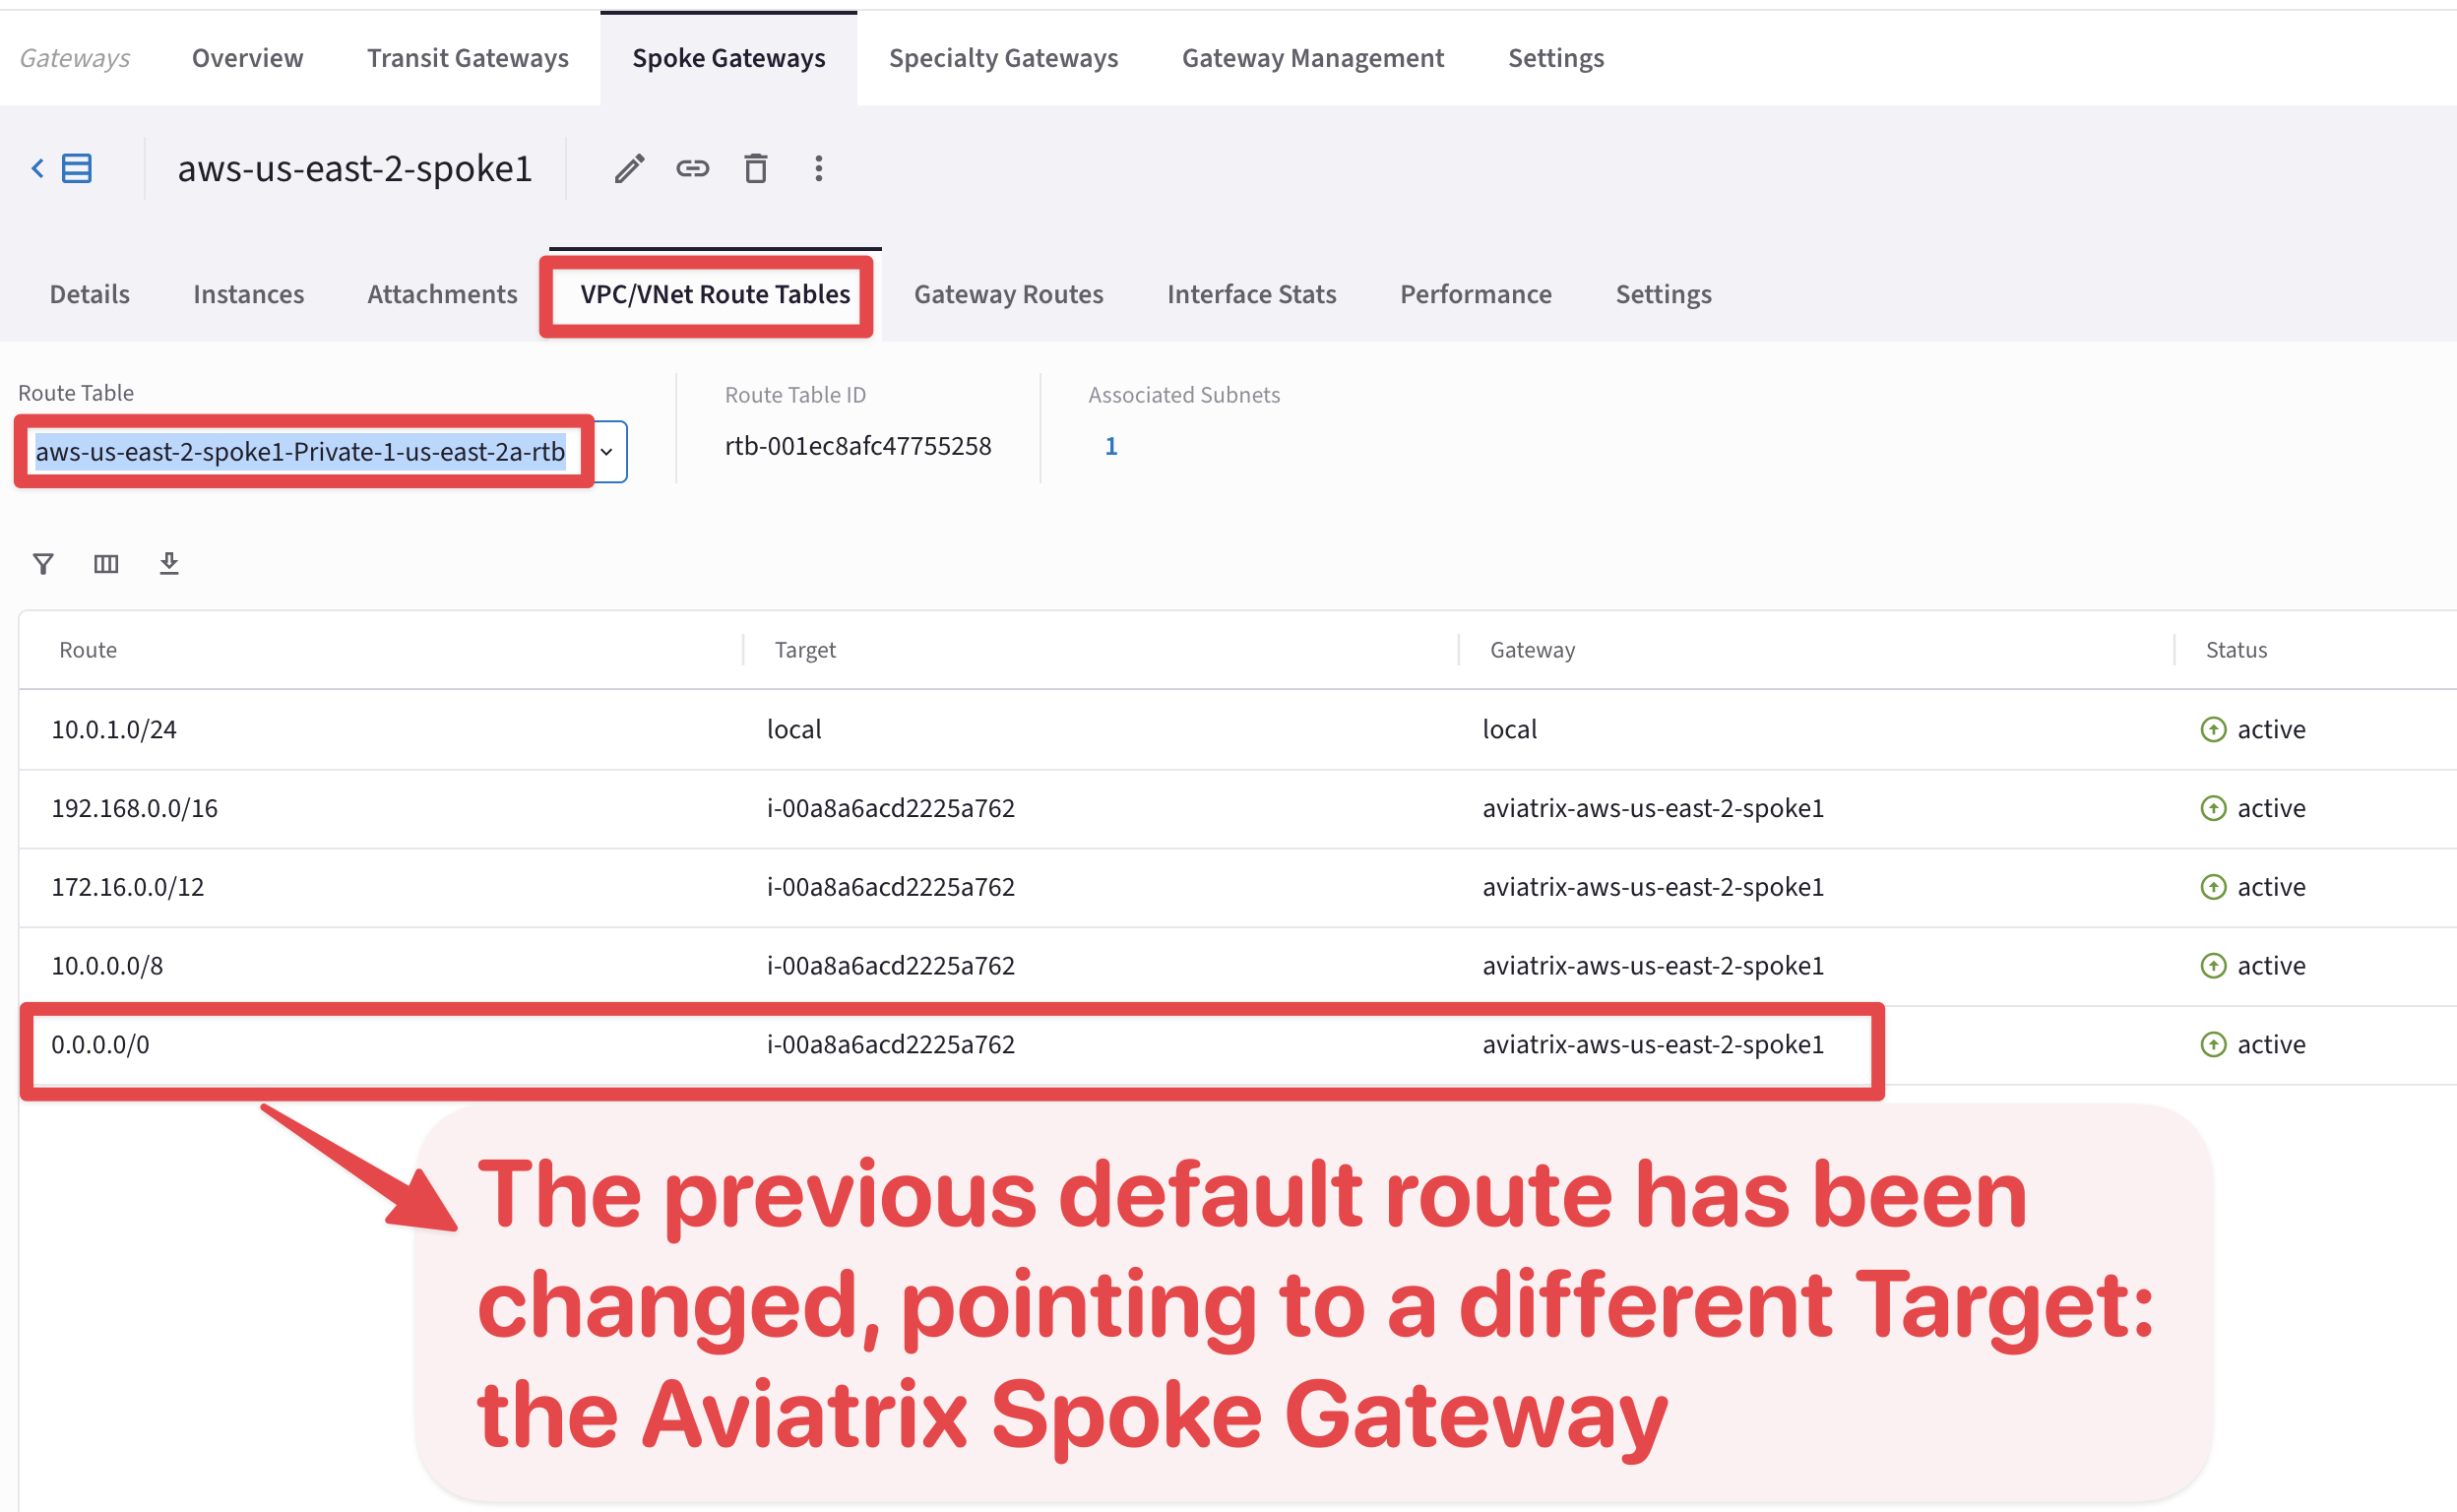 Gateways Overview Transit Gateways Spoke Gateways Specialty Gateways Gateway Management Settings
aws-us-east-2-spoke1
Details Instances Attachments VPC/VNet Route Tables Gateway Routes Interface Stats Performance Settings
Route Table Route Table ID Associated Subnets
aws-us-east-2-spoke1-Private-1-us-east-2a-rtb rtb-001ec8afc47755258 1
Route Target Gateway Status
10.0.1.0/24 local local active
192.168.0.0/16 i-00a8a6acd2225a762 aviatrix-aws-us-east-2-spoke1 active
172.16.0.0/12 i-00a8a6acd2225a762 aviatrix-aws-us-east-2-spoke1 active
10.0.0.0/8 i-00a8a6acd2225a762 aviatrix-aws-us-east-2-spoke1 active
0.0.0.0/0 i-00a8a6acd2225a762 aviatrix-aws-us-east-2-spoke1 active
The previous default route has been
changed, pointing to a different Target:
the Aviatrix Spoke Gateway